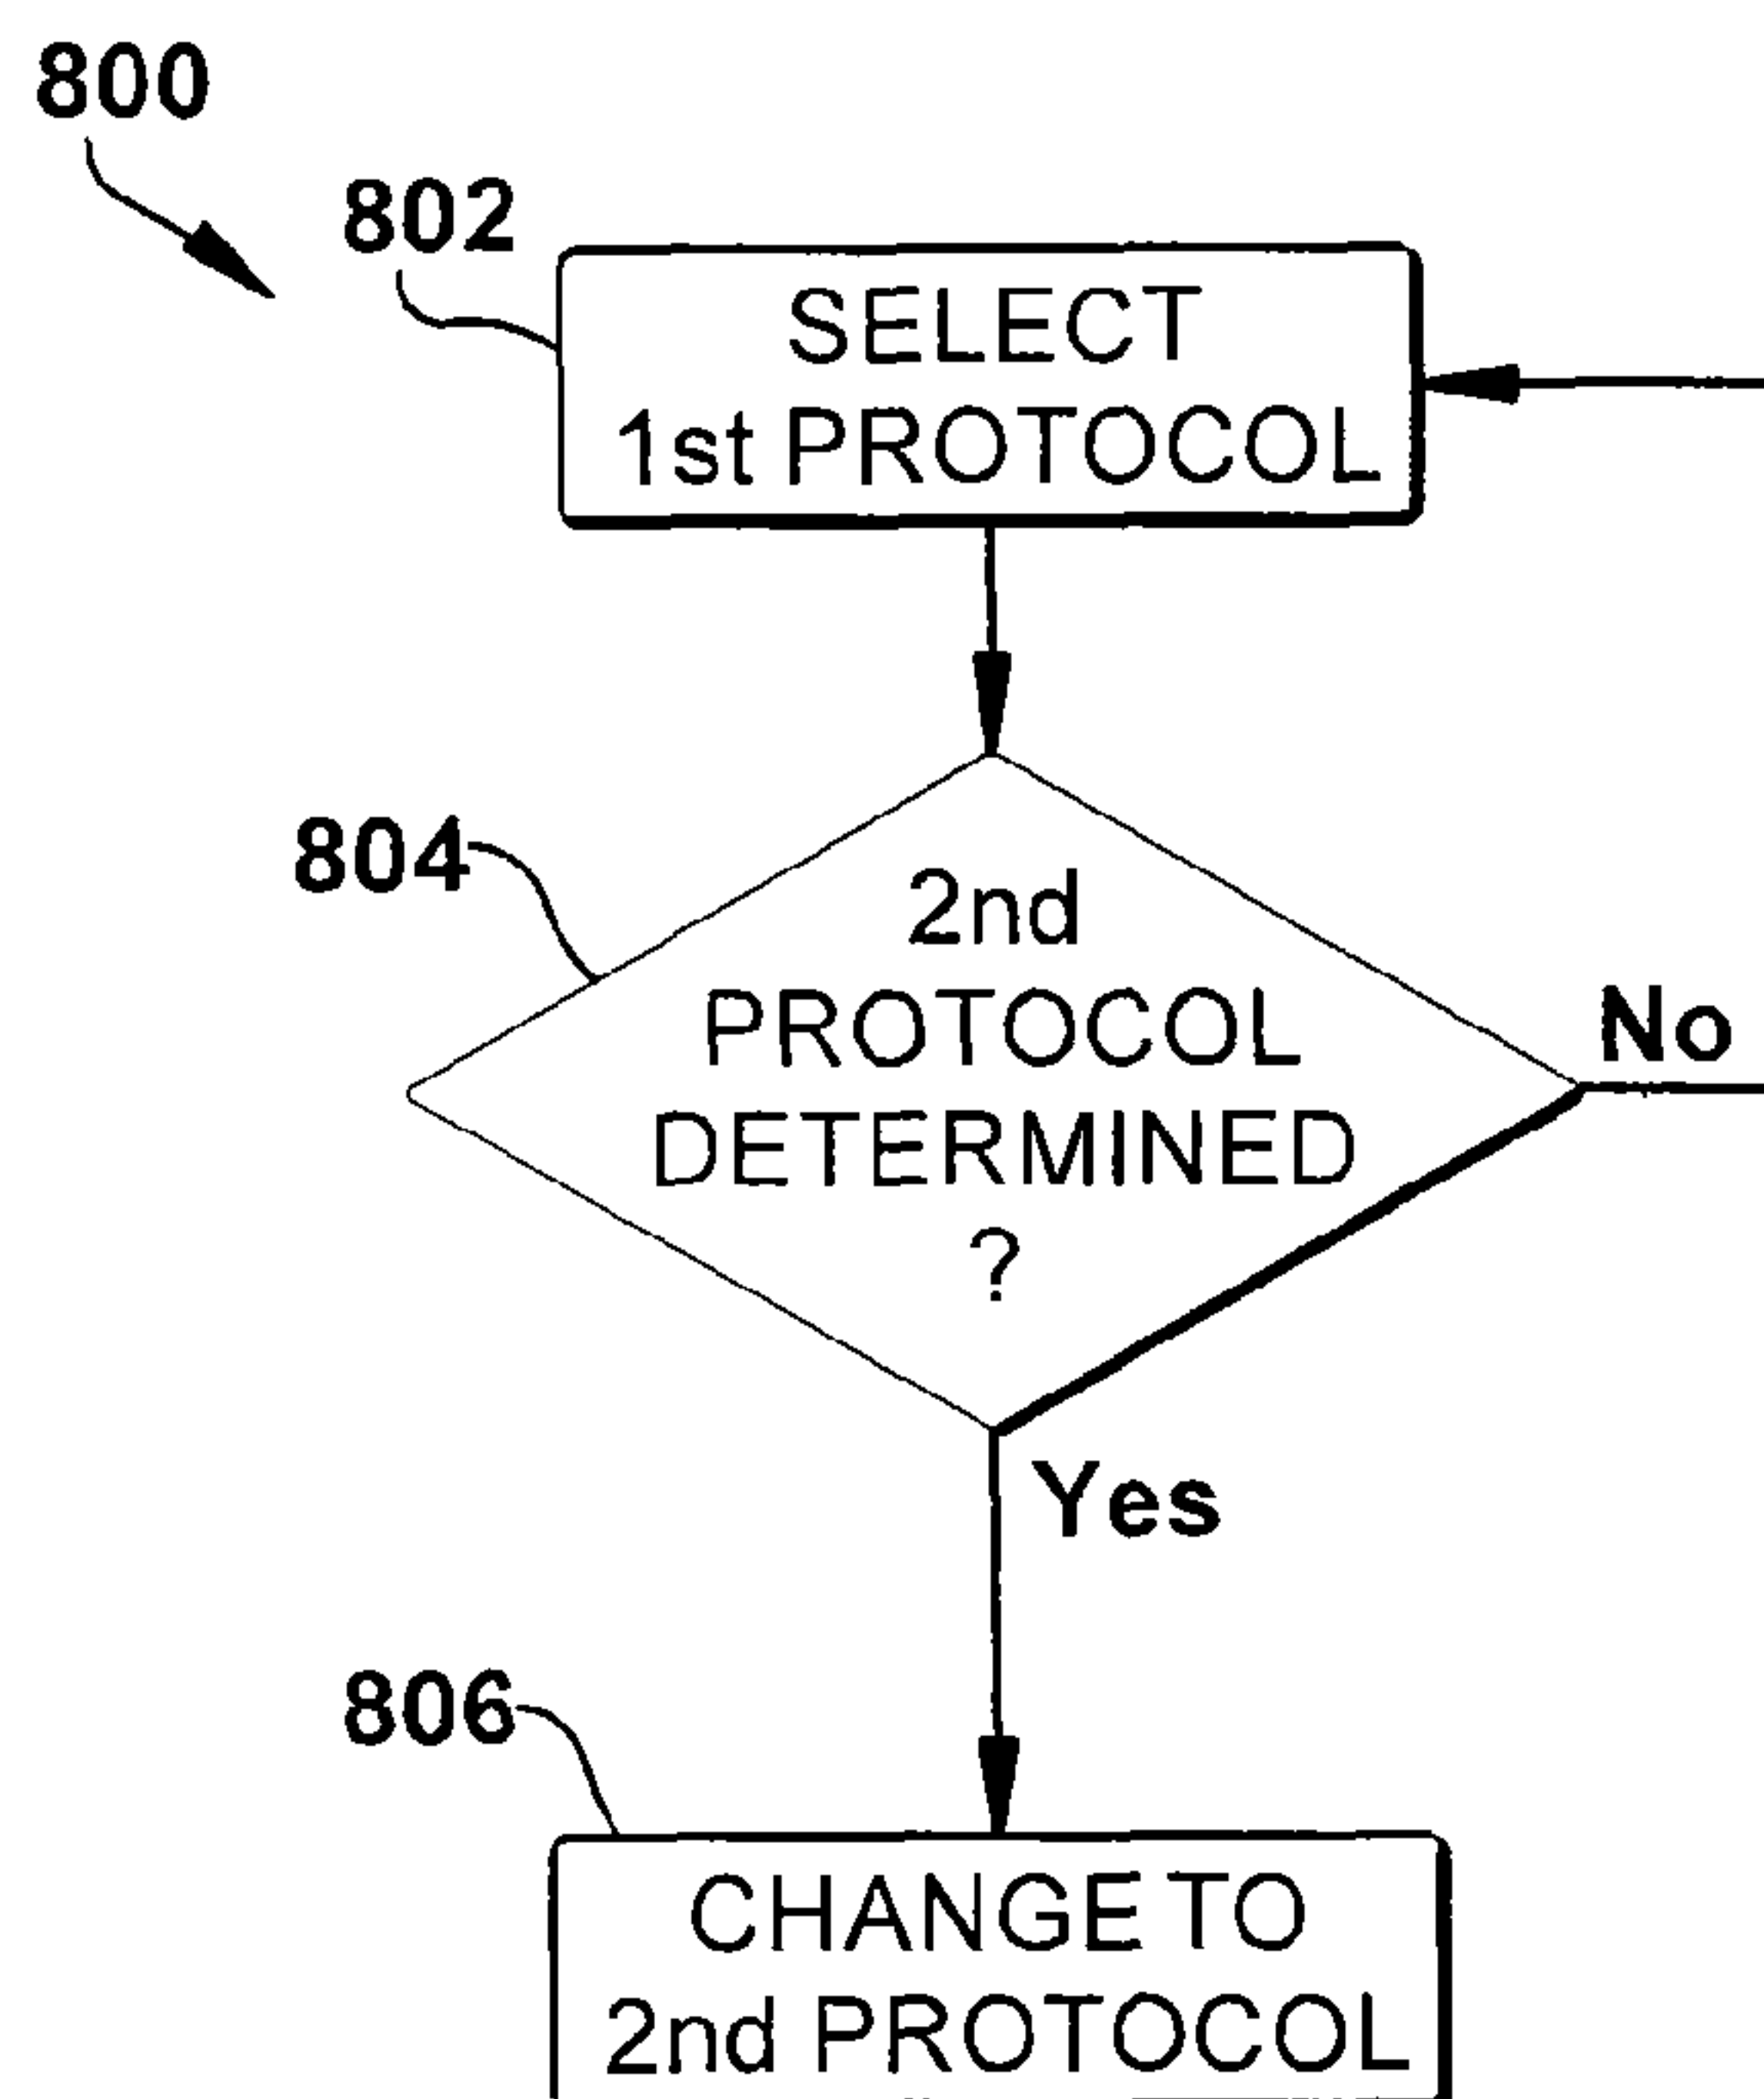 800
802
SELECT
1st PROTOCOL
804
2nd
PROTOCOL
DETERMINED
?
No
Yes
806
CHANGE TO
2nd PROTOCOL